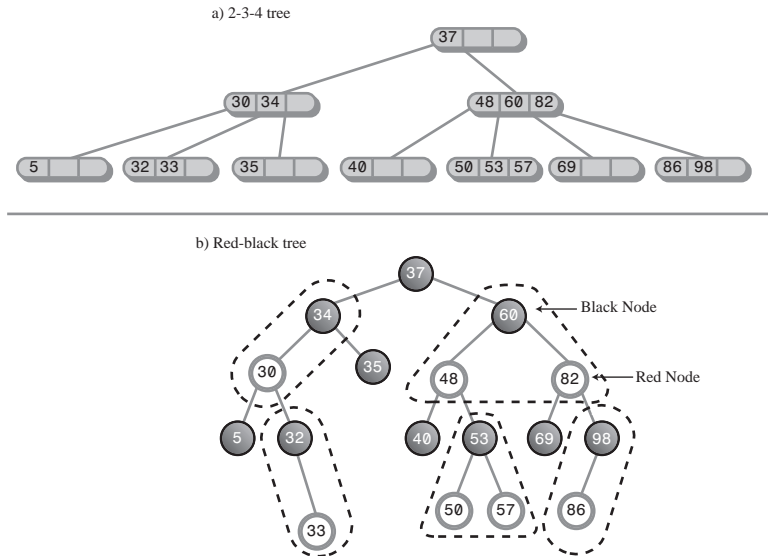 a) 2-3-4 tree
37
30 34 48 60 82
5 32 33 35 40 50 53 57 69 86 98
b) Red-black tree
37
34 60 Black Node
30 35 48 82 Red Node
5 32 40 53 69 98
50 57 86
33